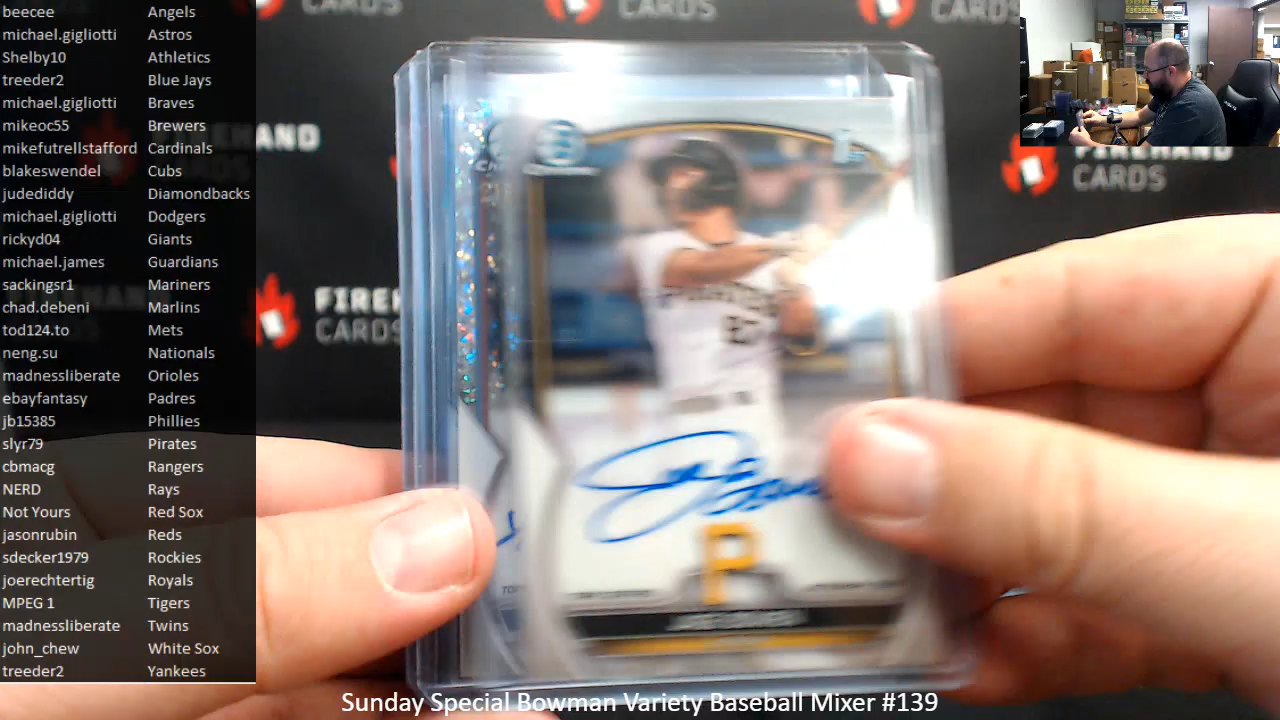 beecee Angels
michael.gigliotti Astros
Shelby10 Athletics
treeder2 Blue Jays
michael.gigliotti Braves
mikeoc55 Brewers
mikefutrellstafford Cardinals
blakeswendel Cubs
judediddy Diamondbacks
michael.gigliotti Dodgers
rickyd04 Giants
michael.james Guardians
sackingsr1 Mariners
chad.debeni Marlins
tod124.to Mets
neng.su Nationals
madnessliberate Orioles
ebayfantasy Padres
jb15385 Phillies
slyr79 Pirates
cbmacg Rangers
NERD Rays
Not Yours Red Sox
jasonrubin Reds
sdecker1979 Rockies
joerechtertig Royals
MPEG 1 Tigers
madnessliberate Twins
john_chew White Sox
treeder2 Yankees
CARDS
CARDS
CARDS
HAND
FIREHAND
CARDS
FIREH
CARDS
P
Sunday Special Bowman Variety Baseball Mixer #139